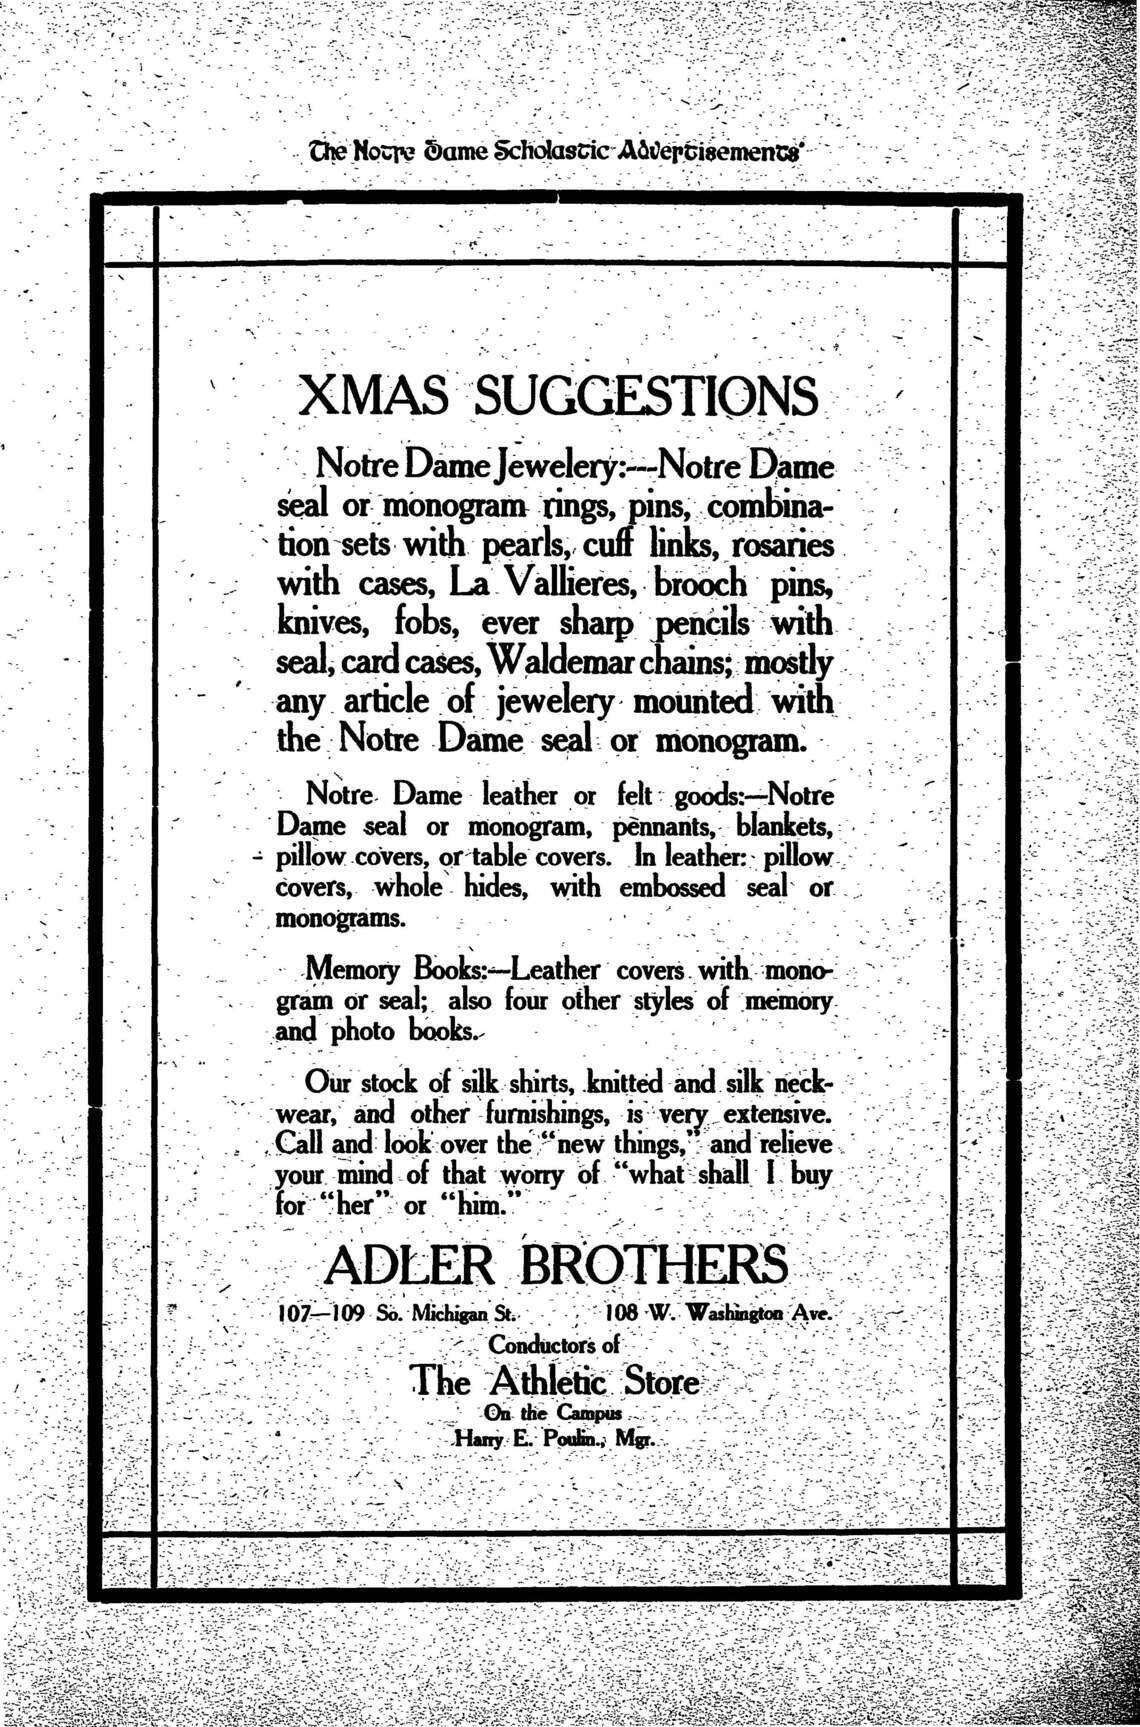 The Notre Dame Scholastic Advertisements
XMAS SUGGESTIONS
Notre Dame Jewelery:---Notre Dame
seal or monogram rings, pins, combina-
tion sets with pearls, cuff links, rosaries
with cases, La Vallieres, brooch pins,
knives, fobs, ever sharp pencils with
seal, card cases, Waldemar chains; mostly
any article of jewelery mounted with
the Notre Dame seal or monogram.
Notre Dame leather or felt goods:—Notre
Dame seal or monogram, pennants, blankets,
pillow covers, or table covers. In leather: pillow
covers, whole hides, with embossed seal or
monograms.
Memory Books:—Leather covers with mono-
gram or seal; also four other styles of memory
and photo books.
Our stock of silk shirts, knitted and silk neck-
wear, and other furnishings, is very extensive.
Call and look over the “new things,” and relieve
your mind of that worry of “what shall I buy
for “her” or “him.”
ADLER BROTHERS
107—109 So. Michigan St. 108 W. Washington Ave.
Conductors of
The Athletic Store
On the Campus
Harry E. Poulin., Mgr.